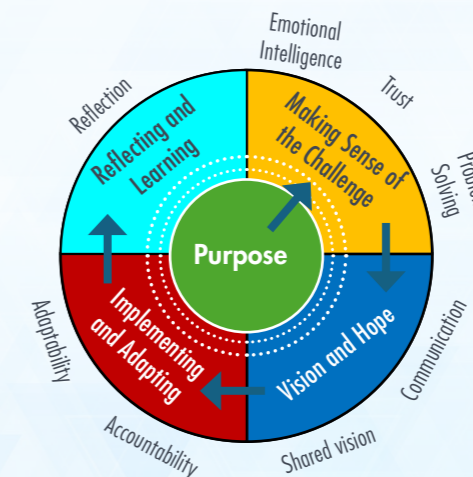 Emotional
Intelligence
Trust
Solving
Communication
Shared vision
Accountability
Adaptability
Reflection
Making Sense of
the Challenge
Vision and Hope
Implementing
and Adapting
Reflecting and
Learning
Purpose